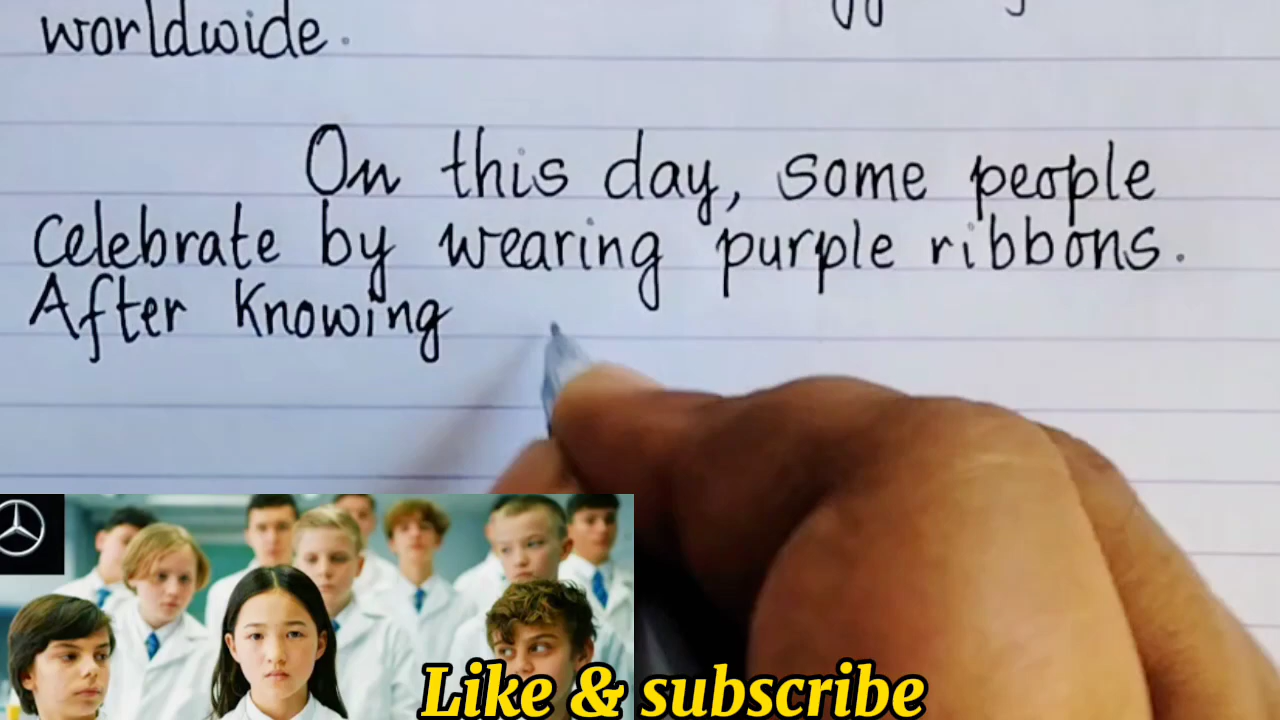 worldwide.
On this day, some people
celebrate by wearing purple ribbons.
After Knowing
Like & subscribe